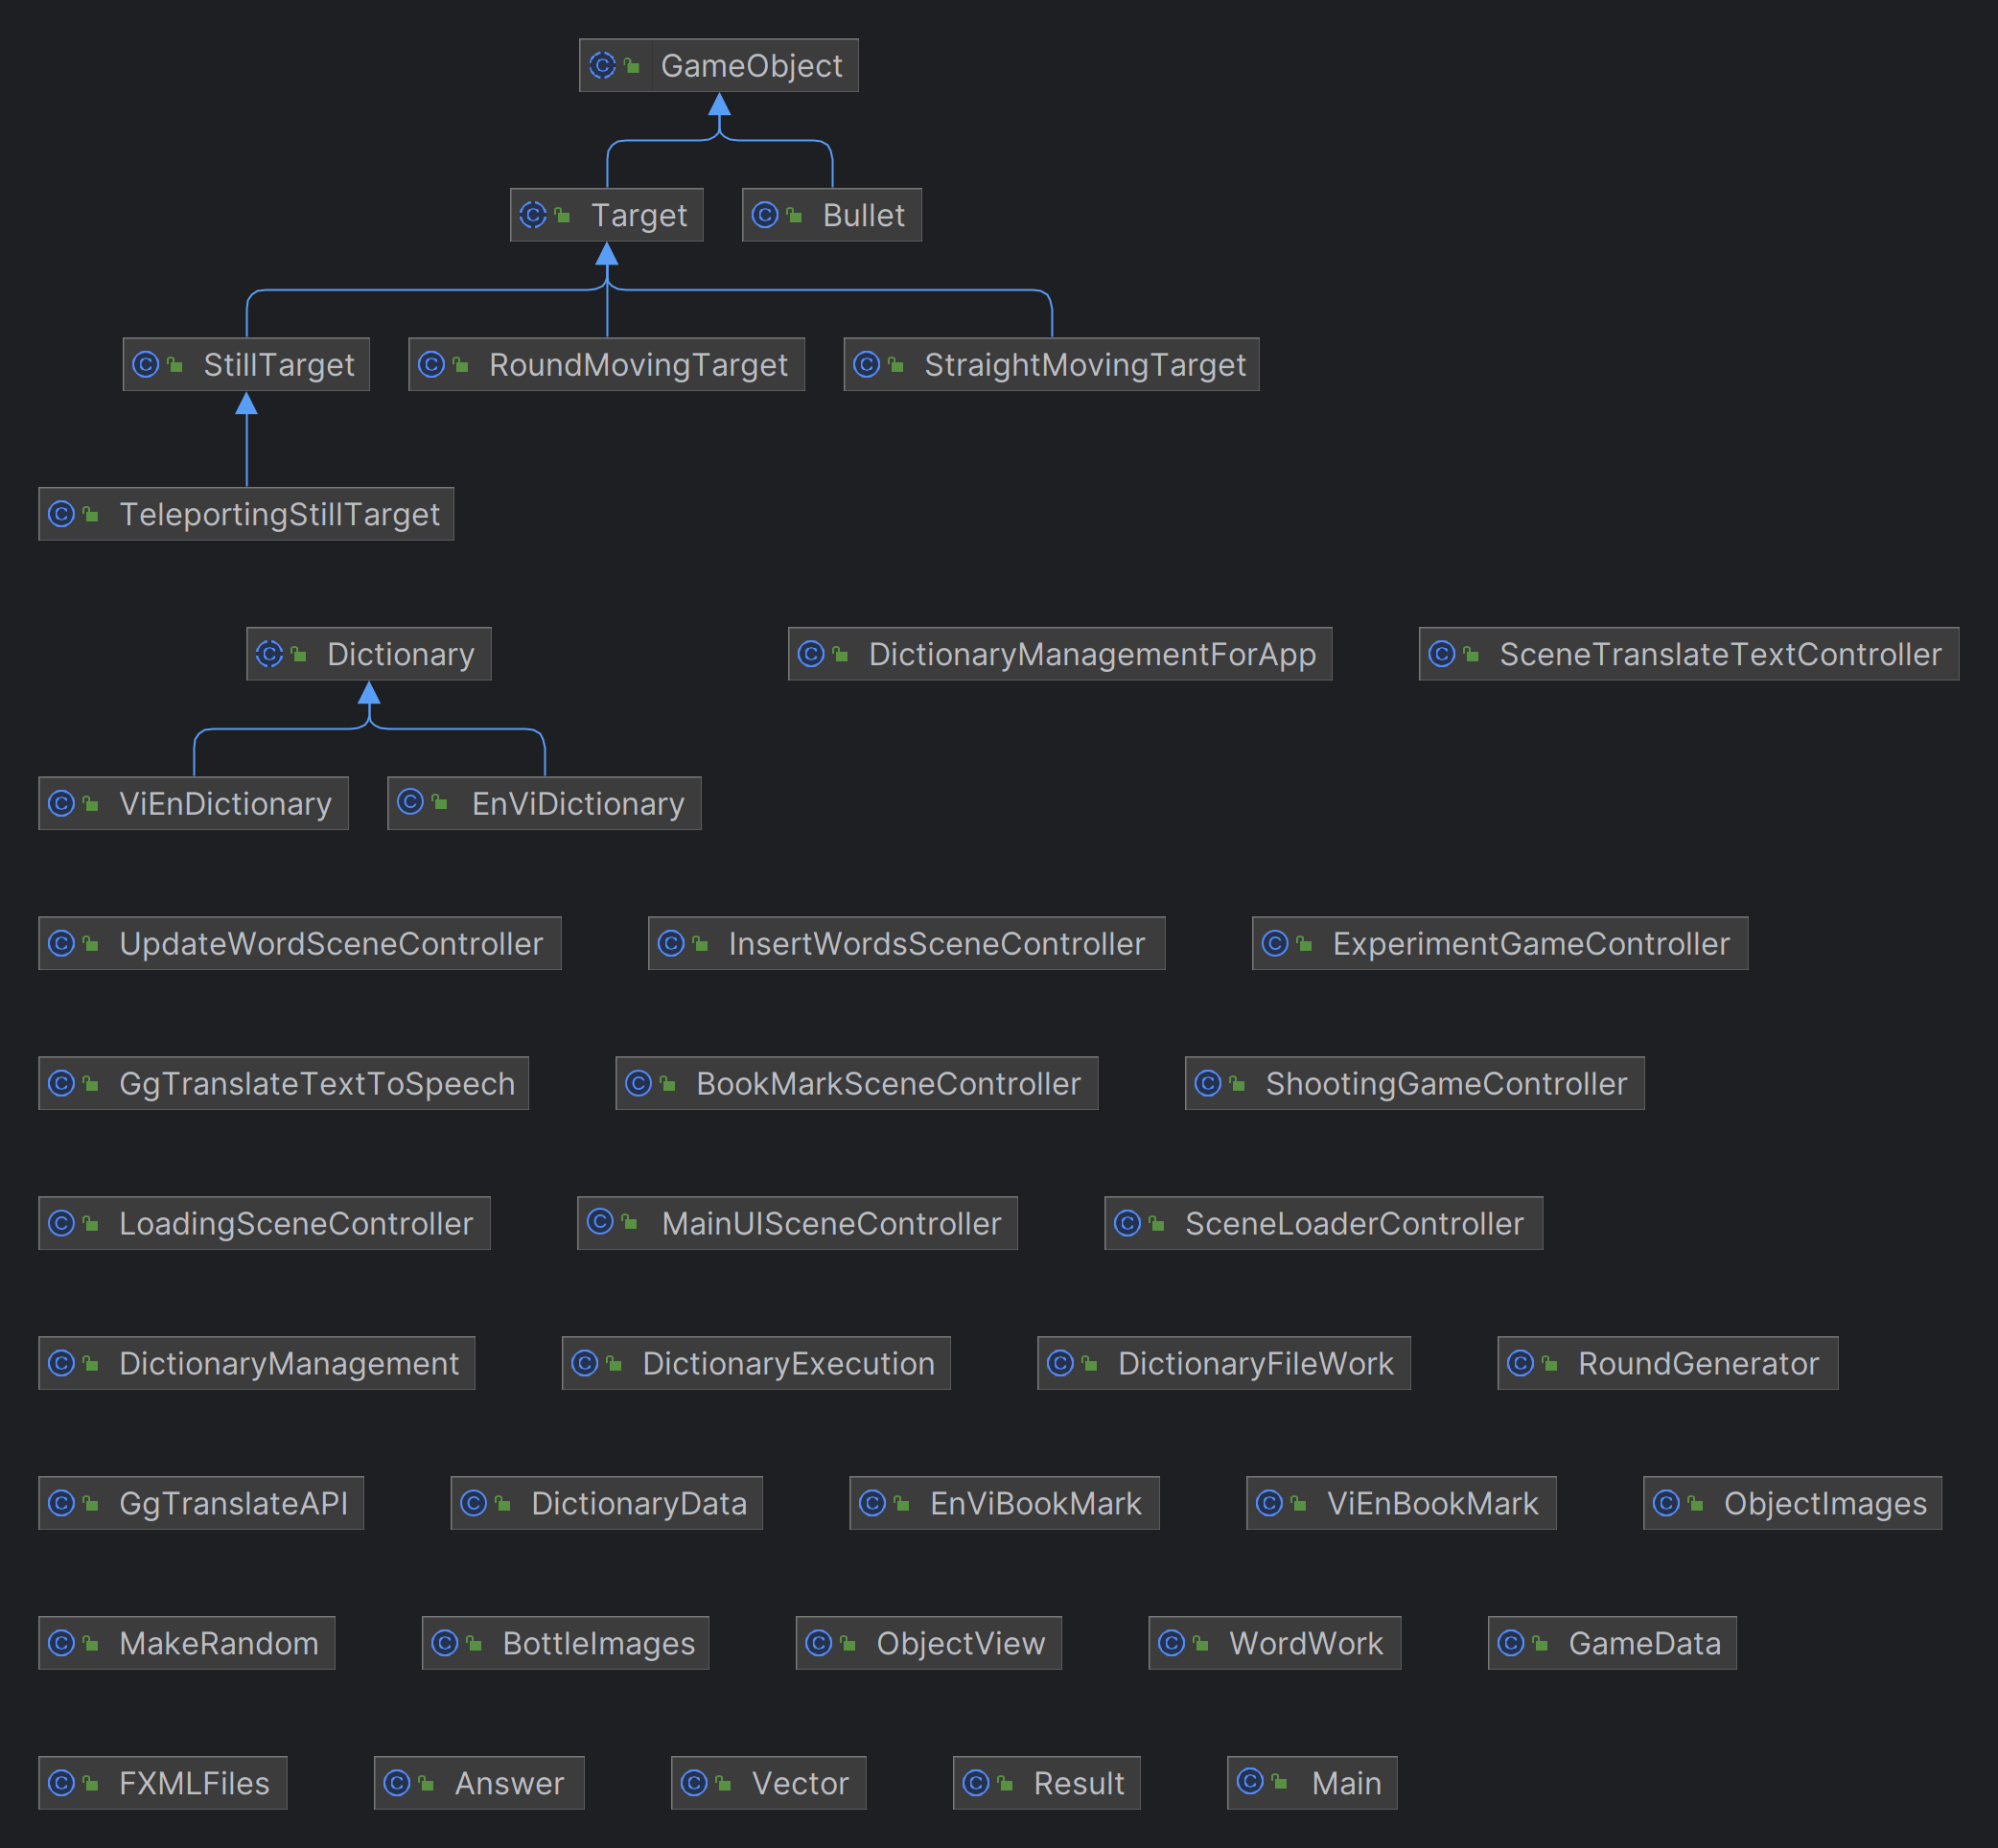 GameObject
Target Bullet
StillTarget RoundMovingTarget StraightMovingTarget
TeleportingStillTarget
Dictionary DictionaryManagementForApp SceneTranslateTextController
ViEnDictionary EnViDictionary
UpdateWordSceneController InsertWordsSceneController ExperimentGameController
GgTranslateTextToSpeech BookMarkSceneController ShootingGameController
LoadingSceneController MainUISceneController SceneLoaderController
DictionaryManagement DictionaryExecution DictionaryFileWork RoundGenerator
GgTranslateAPI DictionaryData EnViBookMark ViEnBookMark ObjectImages
MakeRandom BottleImages ObjectView WordWork GameData
FXMLFiles Answer Vector Result Main